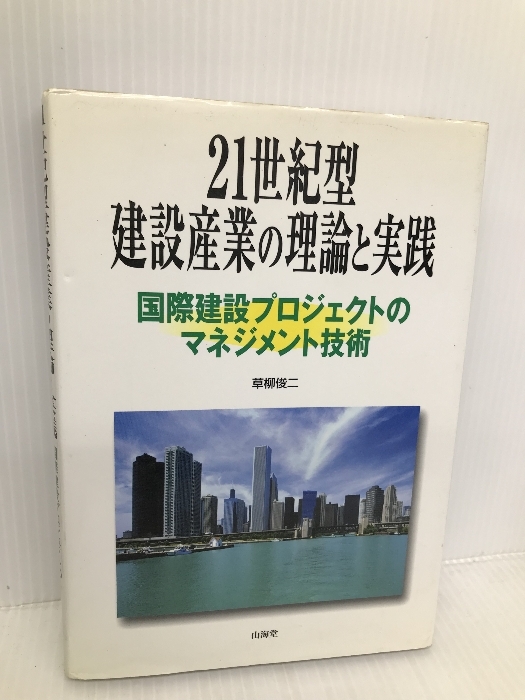 21世紀型
建設産業の理論と実践
国際建設プロジェクトの
マネジメント技術
草柳俊二
山海堂